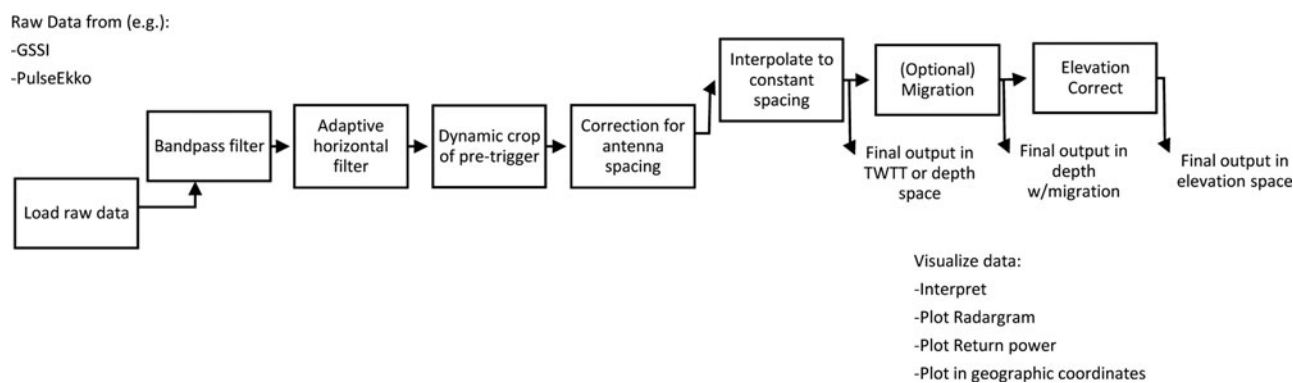 Raw Data from (e.g.):
-GSSI
-PulseEkko
Load raw data
Bandpass filter
Adaptive
horizontal
filter
Dynamic crop
of pre-trigger
Correction for
antenna
spacing
Interpolate to
constant
spacing
(Optional)
Migration
Elevation
Correct
Final output in
TWTT or depth
space
Final output in
depth
w/migration
Final output in
elevation space
Visualize data:
-Interpret
-Plot Radargram
-Plot Return power
-Plot in geographic coordinates